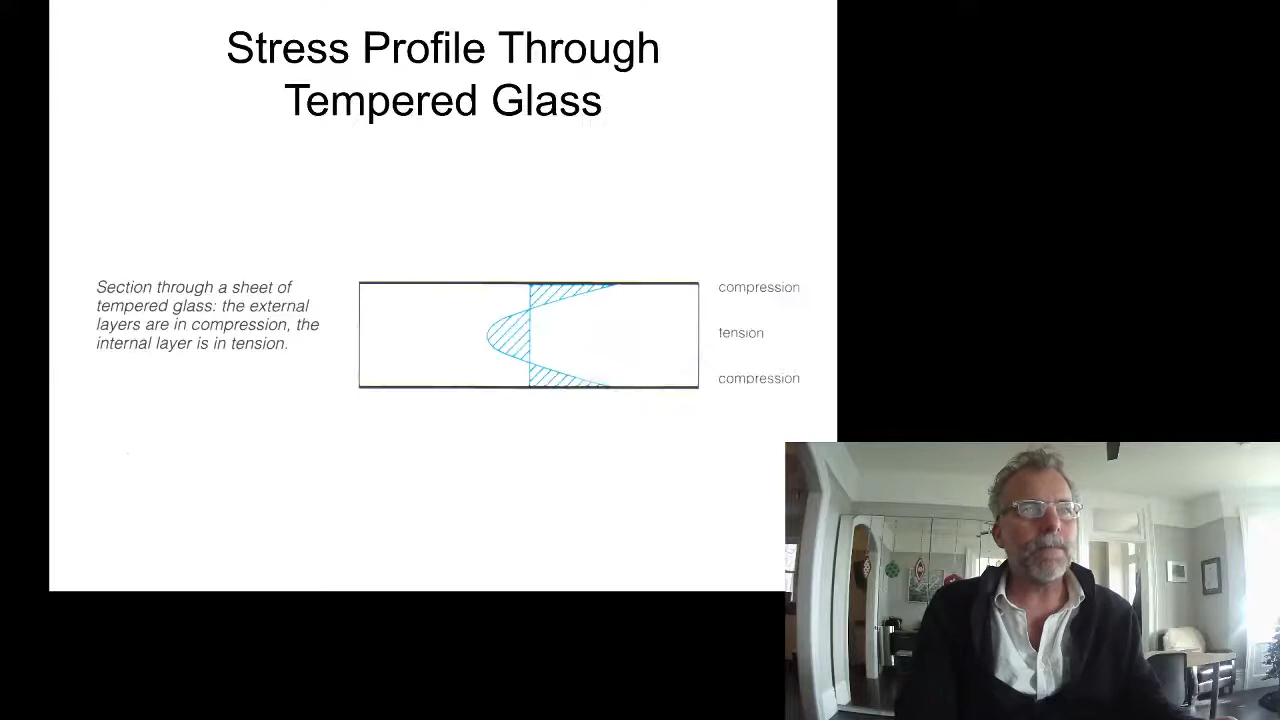 Stress Profile Through
Tempered Glass
Section through a sheet of
tempered glass: the external
layers are in compression, the
internal layer is in tension.
compression
tension
compression